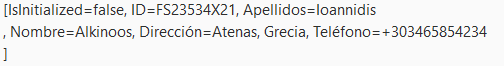 [IsInitialized=false, ID=FS23534X21, Apellidos=Ioannidis
, Nombre=Alkinoos, Dirección=Atenas, Grecia, Teléfono=+303465854234
]